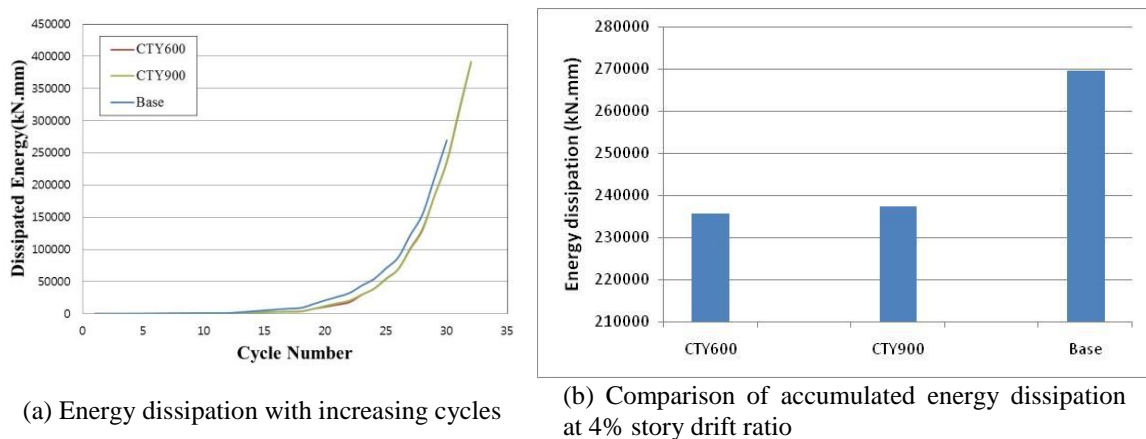 450000
400000
350000
300000
250000
200000
150000
100000
50000
0
Dissipated Energy(kN.mm)
CTY600
CTY900
Base
0 5 10 15 20 25 30 35
Cycle Number
(a) Energy dissipation with increasing cycles
280000
270000
260000
250000
240000
230000
220000
210000
Energy dissipation (kN.mm)
CTY600 CTY900 Base
(b) Comparison of accumulated energy dissipation
at 4% story drift ratio